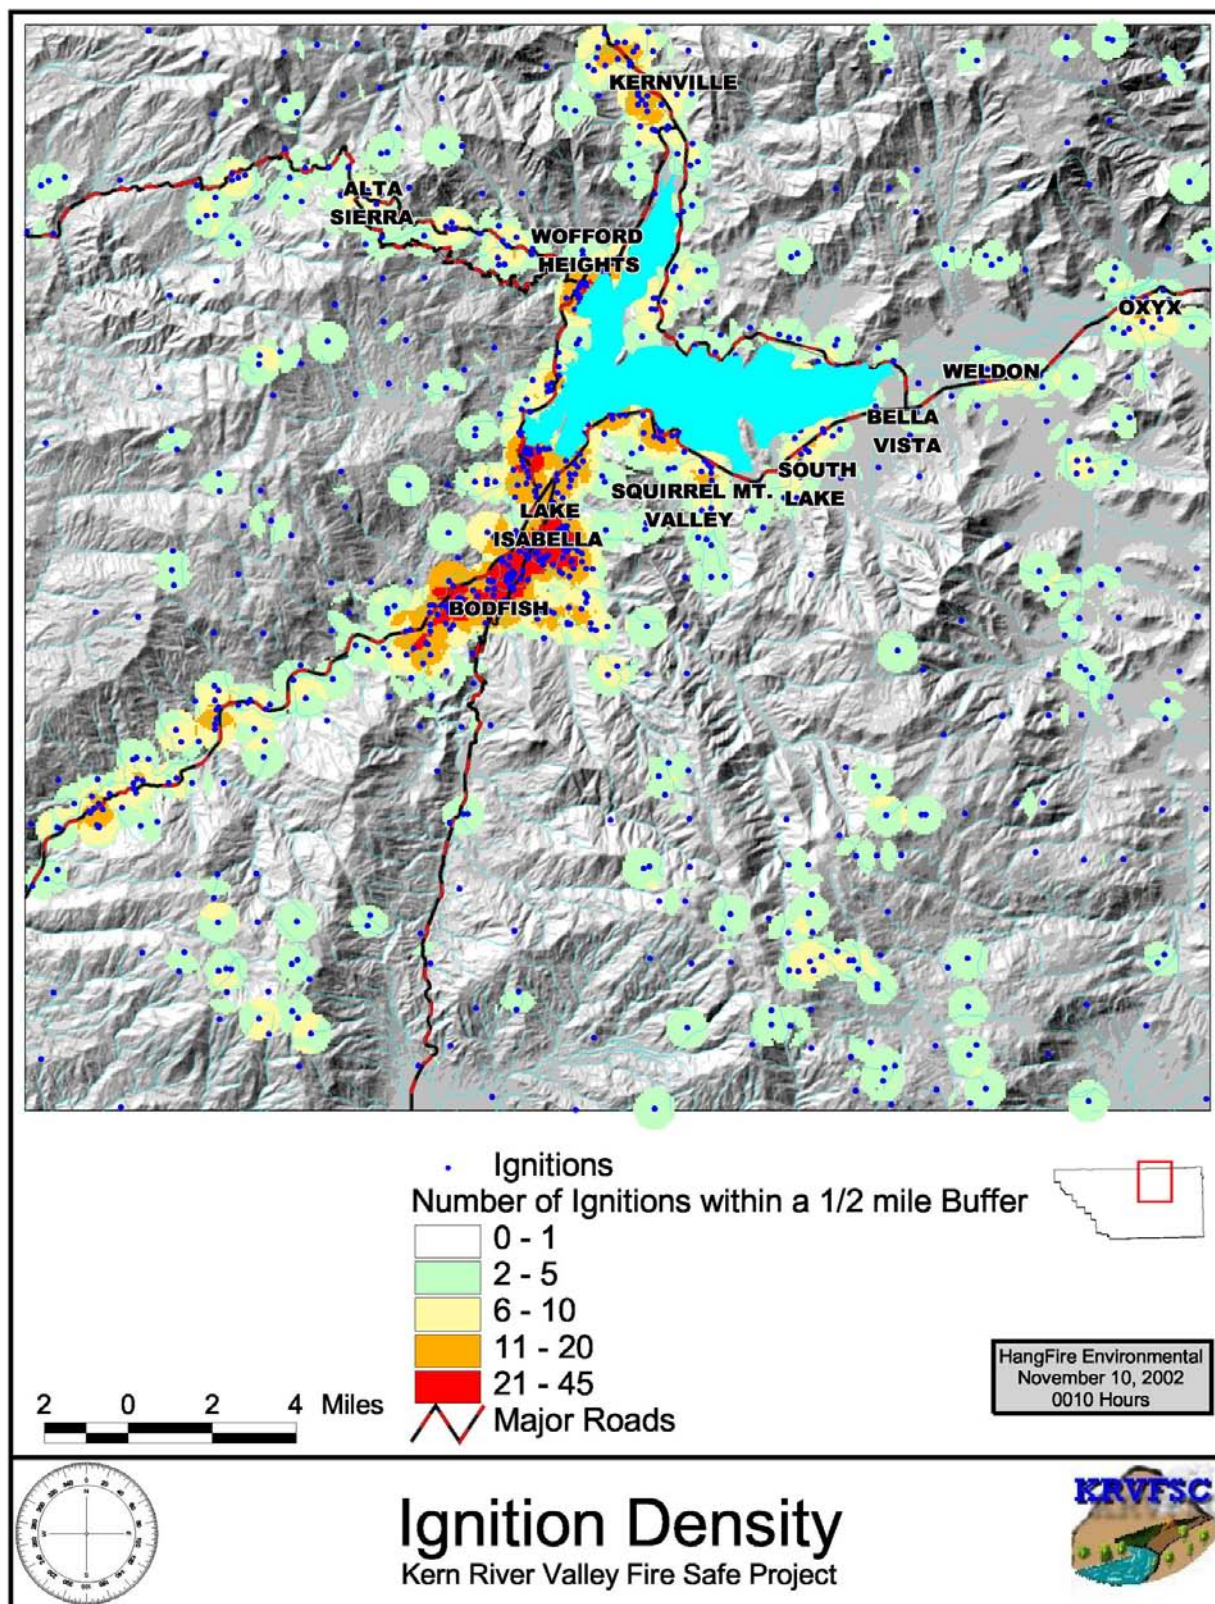 KERNVILLE
ALTA
SIERRA
WOFFORD
HEIGHTS
OXYX
WELDON
BELLA
VISTA
SOUTH
LAKE
SQUIRREL MT.
VALLEY
LAKE
ISABELLA
BODFISH
Ignitions
Number of Ignitions within a 1/2 mile Buffer
0 - 1
2 - 5
6 - 10
11 - 20
21 - 45
Major Roads
2 0 2 4 Miles
HangFire Environmental
November 10, 2002
0010 Hours
Ignition Density
Kern River Valley Fire Safe Project
KRVFSC
N
S